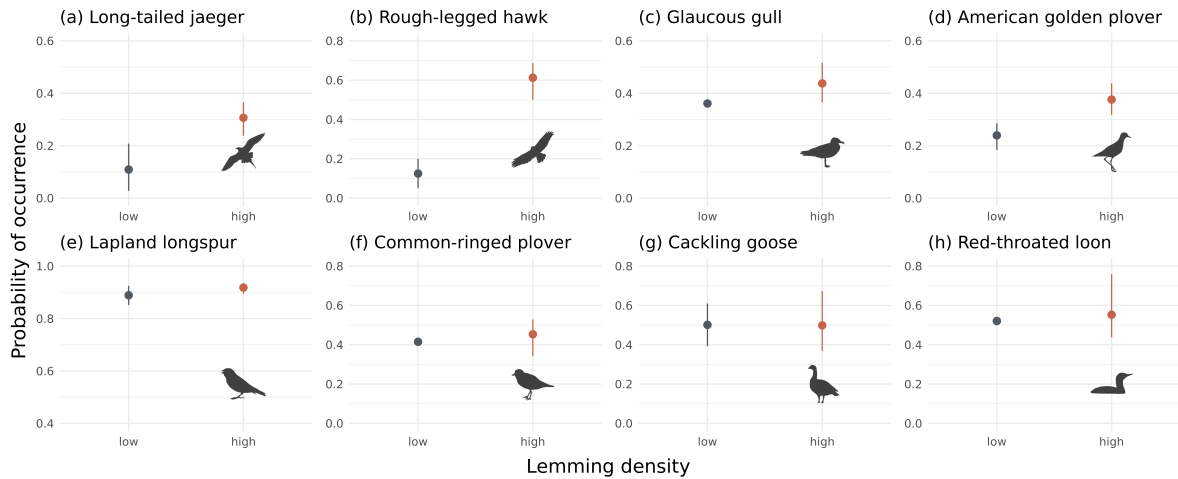 (a) Long-tailed jaeger
(b) Rough-legged hawk
(c) Glaucous gull
(d) American golden plover
0.6
0.4
0.2
0.0
low
high
0.8
0.6
0.4
0.2
0.0
low
high
0.6
0.4
0.2
0.0
low
high
0.6
0.4
0.2
0.0
low
high
Probability of occurrence
(e) Lapland longspur
(f) Common-ringed plover
(g) Cackling goose
(h) Red-throated loon
1.0
0.8
0.6
0.4
low
high
0.8
0.6
0.4
0.2
0.0
low
high
0.8
0.6
0.4
0.2
0.0
low
high
0.8
0.6
0.4
0.2
0.0
low
high
Lemming density